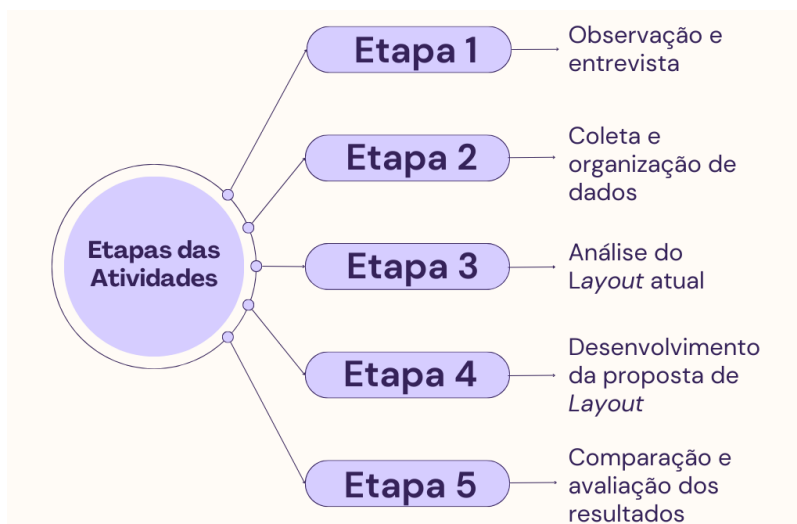 Etapas das
Atividades
Etapa 1
Observação e
entrevista
Etapa 2
Coleta e
organização de
dados
Etapa 3
Análise do
Layout atual
Etapa 4
Desenvolvimento
da proposta de
Layout
Etapa 5
Comparação e
avaliação dos
resultados